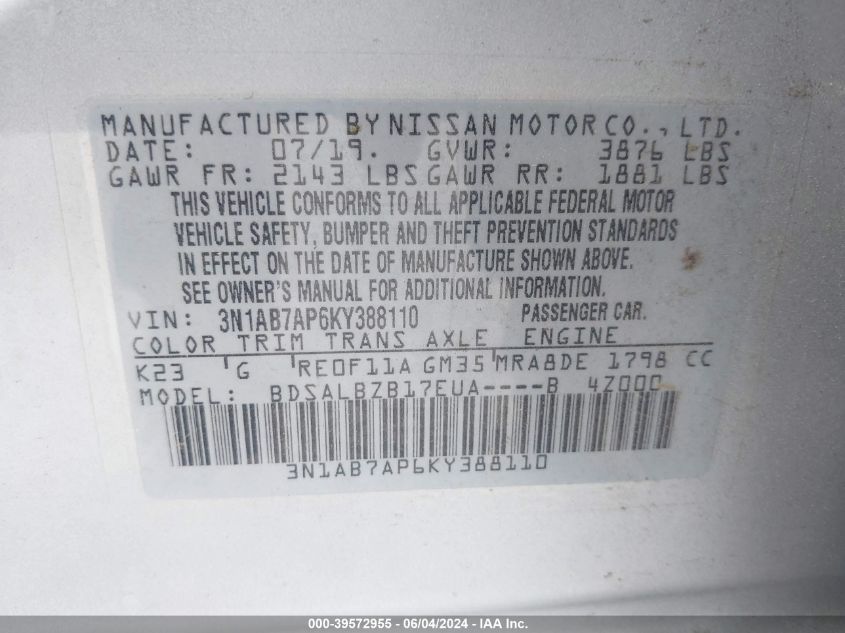 MANUFACTURED BY NISSAN MOTOR CO., LTD.
DATE: 07/19. GVWR: 3876 LBS
GAWR FR: 2143 LBS GAWR RR: 1881 LBS
THIS VEHICLE CONFORMS TO ALL APPLICABLE FEDERAL MOTOR
VEHICLE SAFETY, BUMPER AND THEFT PREVENTION STANDARDS
IN EFFECT ON THE DATE OF MANUFACTURE SHOWN ABOVE.
SEE OWNER'S MANUAL FOR ADDITIONAL INFORMATION.
VIN: 3N1AB7AP6KY388110 PASSENGER CAR.
COLOR TRIM TRANS AXLE ENGINE
K23 G RE0F11A GM35 MRA8DE 1798 CC
MODEL: BDSALBZB17EUA----B 4Z000
3N1AB7AP6KY388110
000-39572955 - 06/04/2024 - IAA Inc.